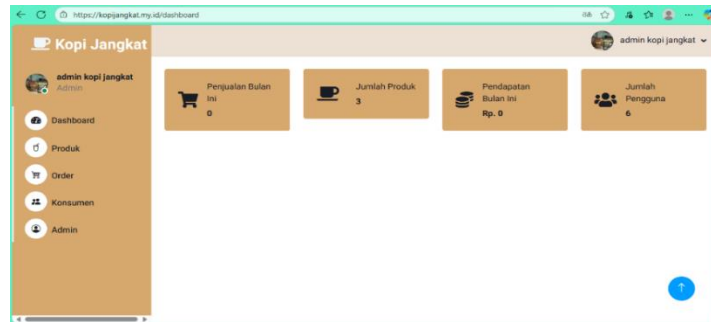 https://kopijangkat.my.id/dashboard
Kopi Jangkat
admin kopi jangkat
admin kopi jangkat
Admin
Dashboard
Produk
Order
Konsumen
Admin
Penjualan Bulan
Ini
0
Jumlah Produk
3
Pendapatan
Bulan Ini
Rp. 0
Jumlah
Pengguna
6